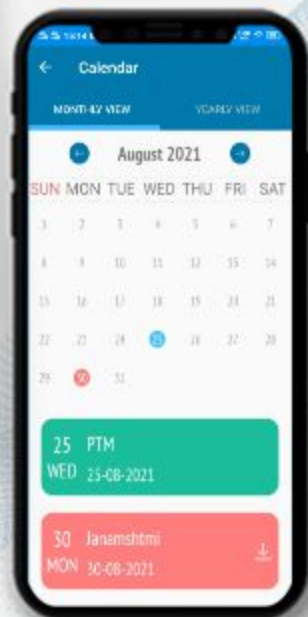 Calendar
MONTHLY VIEW YEARLY VIEW
August 2021
SUN MON TUE WED THU FRI SAT
1 2 3 4 5 6 7
8 9 10 11 12 13 14
15 16 17 18 19 20 21
22 23 24 25 26 27 28
29 30 31
25 PTM
WED 25-08-2021
30 Janamshtmi
MON 30-08-2021